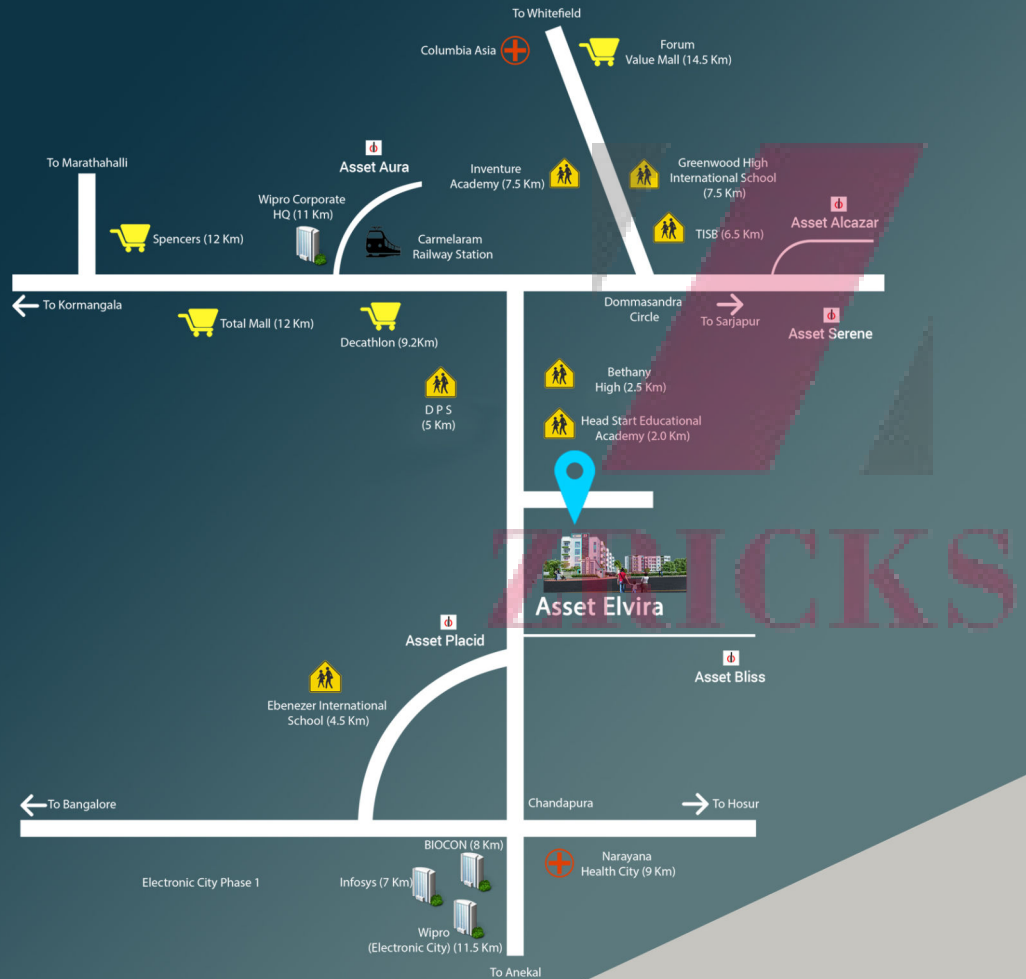 To Whitefield
Columbia Asia
Forum
Value Mall (14.5 Km)
To Marathahalli
Asset Aura
Inventure
Academy (7.5 Km)
Greenwood High
International School
(7.5 Km)
Wipro Corporate
HQ (11 Km)
Asset Alcazar
Spencers (12 Km)
Carmelaram
Railway Station
TISB (6.5 Km)
To Kormangala
Dommasandra
Circle
To Sarjapur
Total Mall (12 Km)
Decathlon (9.2Km)
Asset Serene
Bethany
High (2.5 Km)
D P S
(5 Km)
Head Start Educational
Academy (2.0 Km)
ZRICKS
Asset Elvira
Asset Placid
Asset Bliss
Ebenezer International
School (4.5 Km)
To Bangalore
Chandapura
To Hosur
BIOCON (8 Km)
Electronic City Phase 1
Infosys (7 Km)
Narayana
Health City (9 Km)
Wipro
(Electronic City) (11.5 Km)
To Anekal